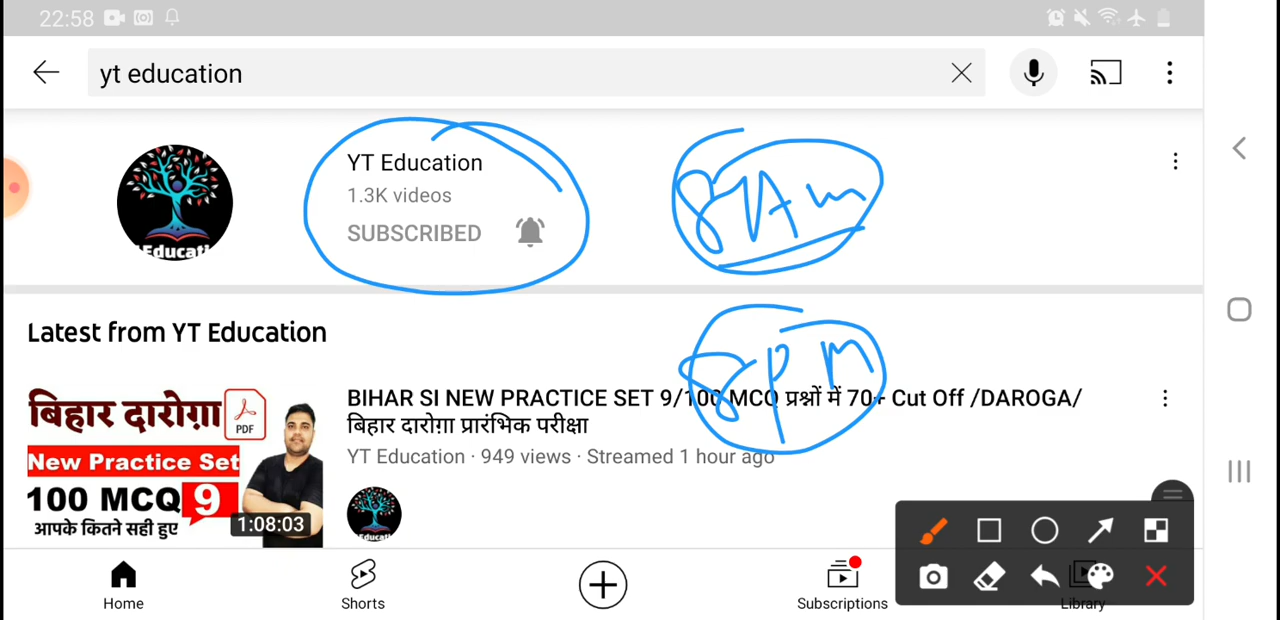 22:58
yt education
YT Education
1.3K videos
SUBSCRIBED
Educati
8 PM
Latest from YT Education
बिहार दारोग़ा
PDF
New Practice Set
100 MCQ 9
आपके कितने सही हुए
1:08:03
BIHAR SI NEW PRACTICE SET 9/100 MCQ प्रश्नों में 70+ Cut Off /DAROGA/
बिहार दारोग़ा प्रारंभिक परीक्षा
YT Education · 949 views · Streamed 1 hour ago
Educati
Home
Shorts
Subscriptions
Library